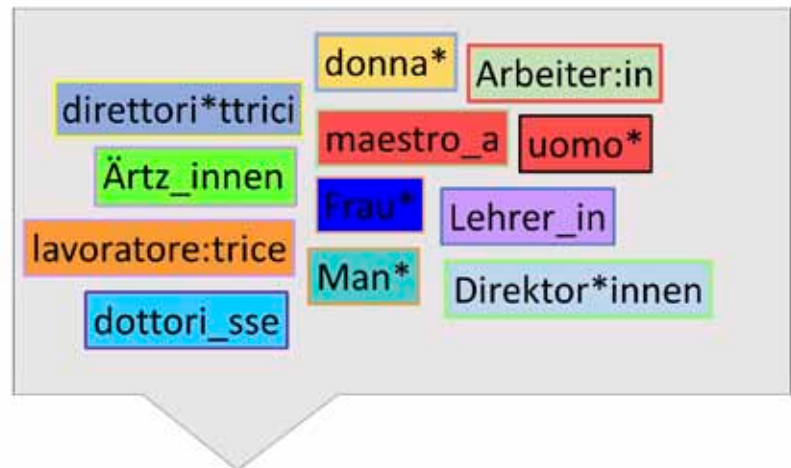 donna*
Arbeiter:in
direttori*ttrici
maestro_a
uomo*
Ärtz_innen
Frau*
Lehrer_in
lavoratore:trice
Man*
Direktor*innen
dottori_sse